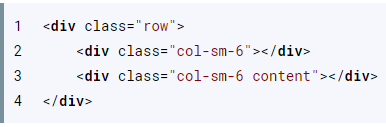 1 <div class="row">
2     <div class="col-sm-6"></div>
3     <div class="col-sm-6 content"></div>
4 </div>